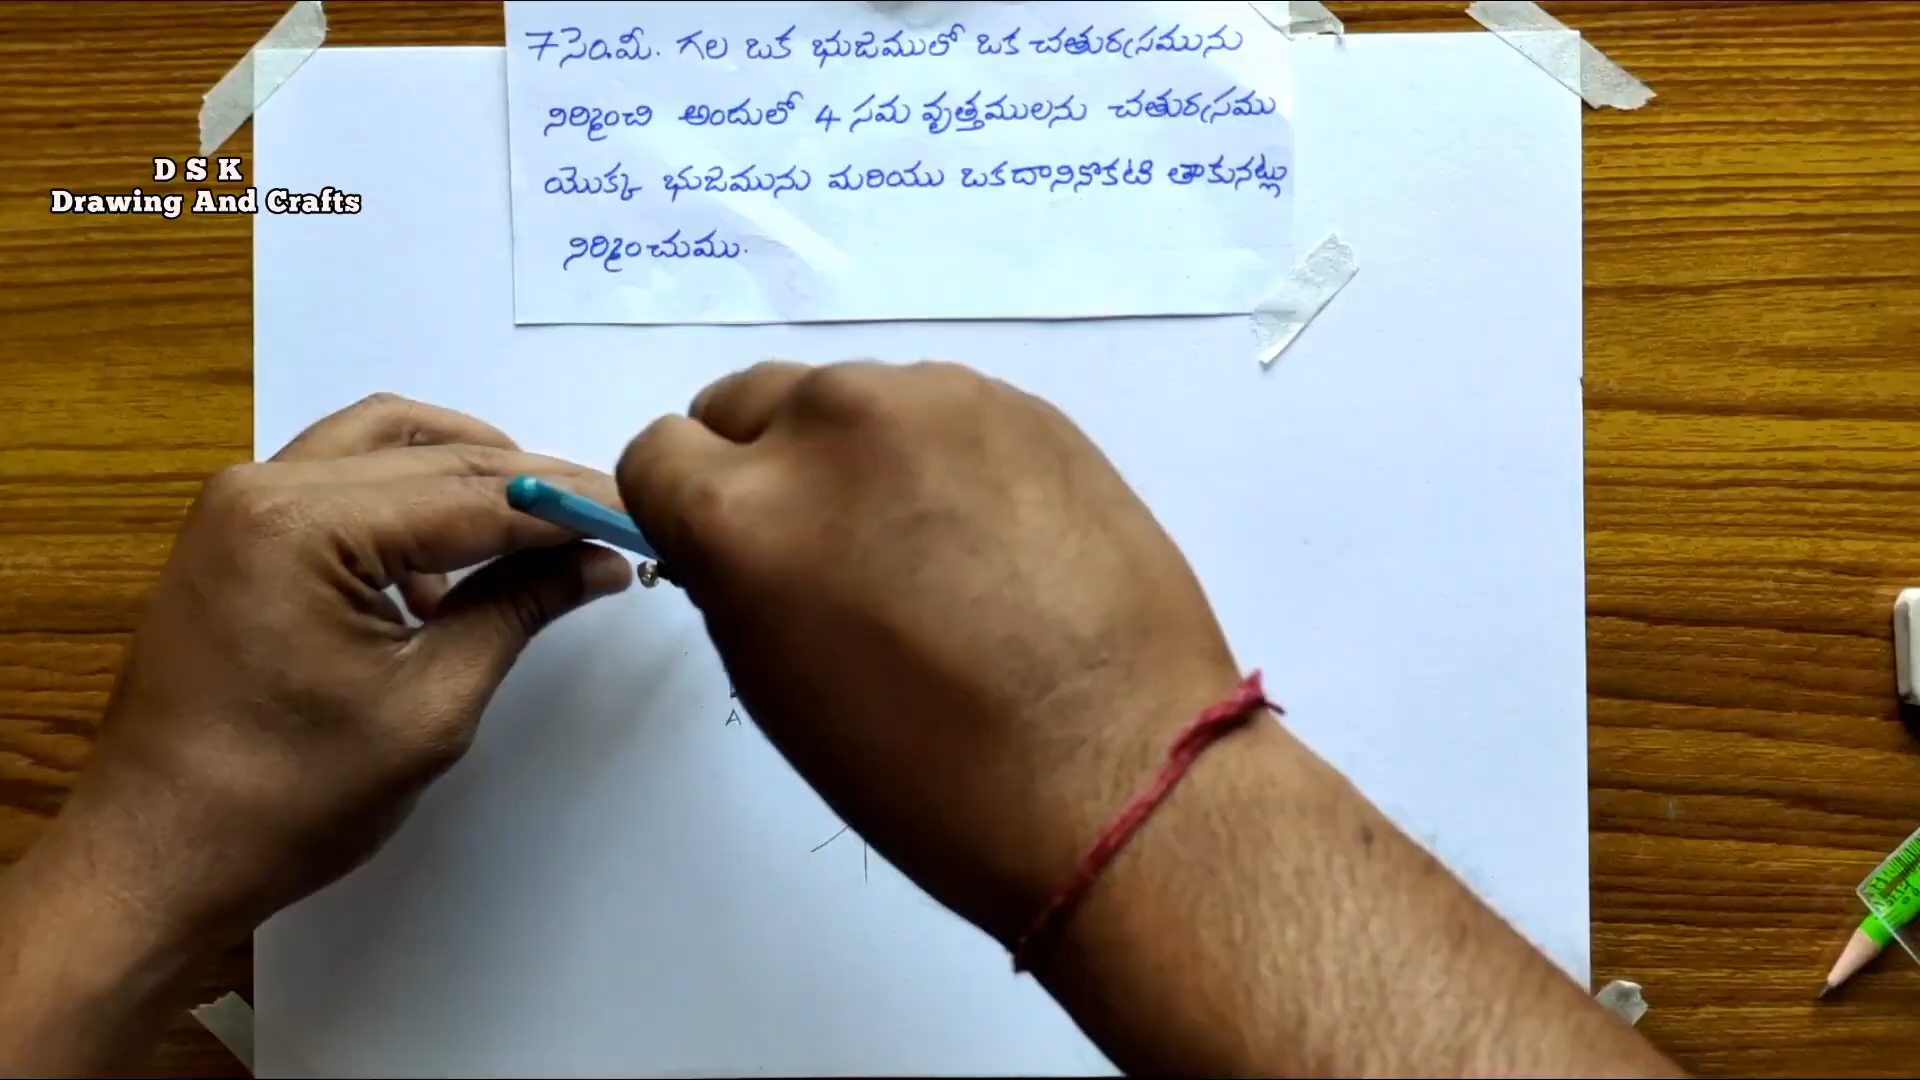 7 సెం.మీ. గల ఒక భుజములో ఒక చతురస్రమును
నిర్మించి అందులో 4 సమ వృత్తములను చతురస్రము
యొక్క భుజమును మరియు ఒకదానినొకటి తాకునట్లు
నిర్మించుము.
D S K
Drawing And Crafts
A